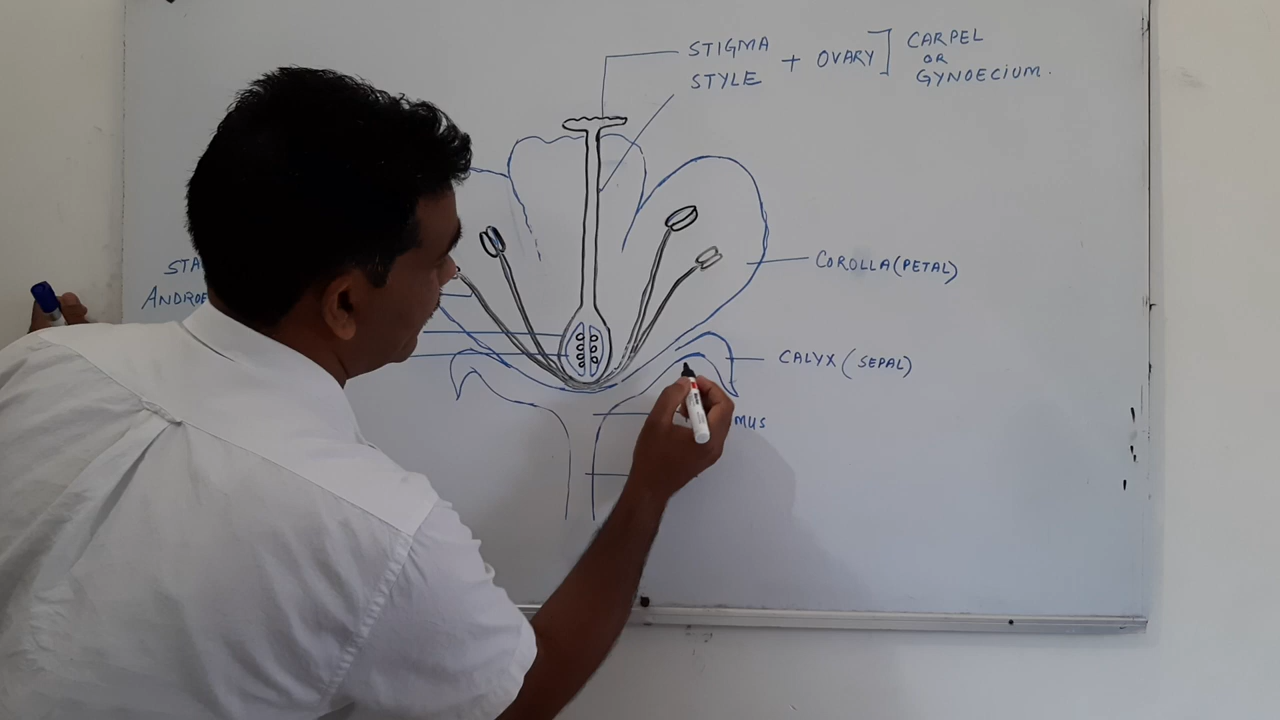 STIGMA
STYLE + OVARY] CARPEL
OR
GYNOECIUM.
COROLLA (PETAL)
CALYX (SEPAL)